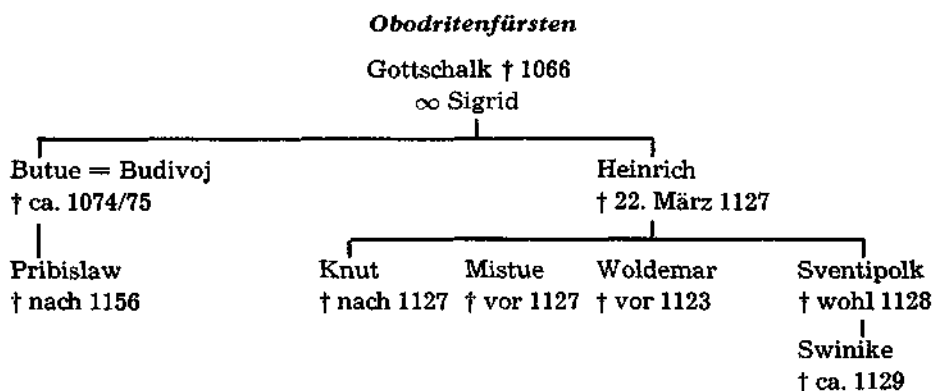 Obodritenfürsten
Gottschalk † 1066
∞ Sigrid
Butue = Budivoj
† ca. 1074/75
Heinrich
† 22. März 1127
Pribislaw
† nach 1156
Knut
† nach 1127
Mistue
† vor 1127
Woldemar
† vor 1123
Sventipolk
† wohl 1128
Swinike
† ca. 1129